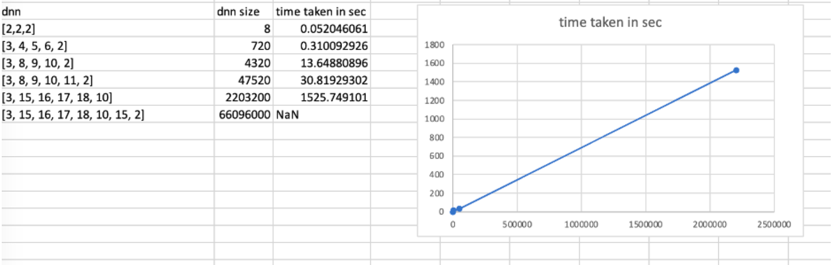 dnn dnn size time taken in sec
[2,2,2] 8 0.052046061
[3, 4, 5, 6, 2] 720 0.310092926
[3, 8, 9, 10, 2] 4320 13.64880896
[3, 8, 9, 10, 11, 2] 47520 30.81929302
[3, 15, 16, 17, 18, 10] 2203200 1525.749101
[3, 15, 16, 17, 18, 10, 15, 2] 66096000 NaN
time taken in sec
1800
1600
1400
1200
1000
800
600
400
200
0
0 500000 1000000 1500000 2000000 2500000